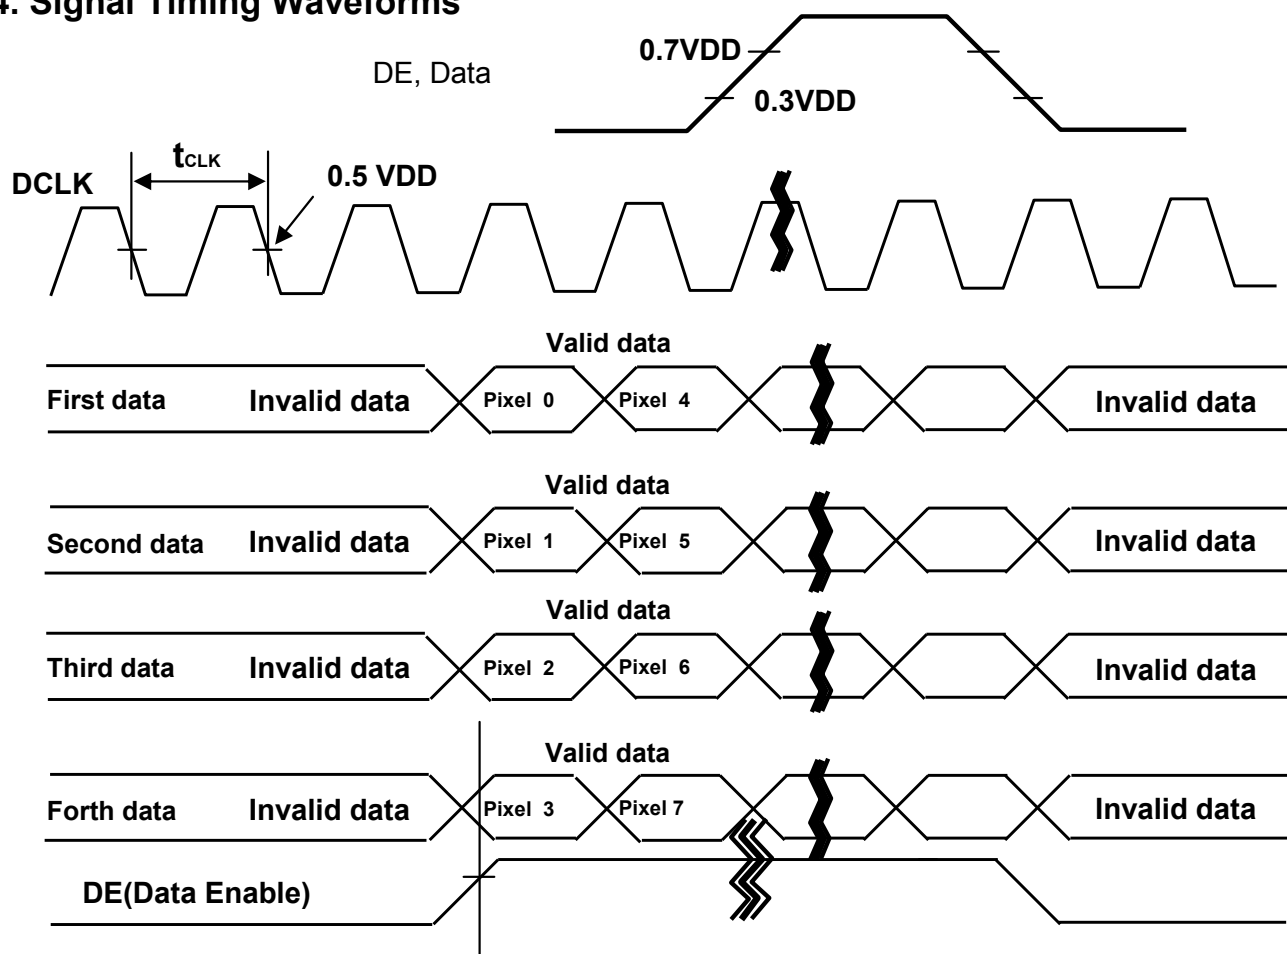 4. Signal Timing Waveforms
DE, Data
0.7VDD
0.3VDD
DCLK
tCLK
0.5 VDD
Valid data
First data Invalid data Pixel 0 Pixel 4 Invalid data
Valid data
Second data Invalid data Pixel 1 Pixel 5 Invalid data
Valid data
Third data Invalid data Pixel 2 Pixel 6 Invalid data
Valid data
Forth data Invalid data Pixel 3 Pixel 7 Invalid data
DE(Data Enable)